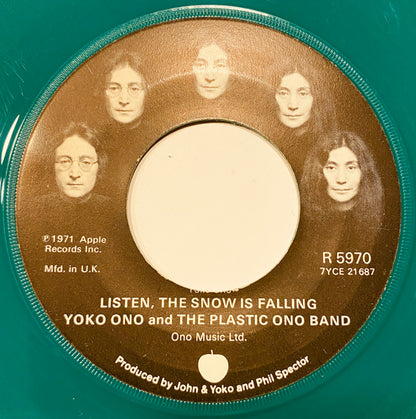 ℗ 1971 Apple
Records Inc.
Mfd. in U.K.
R 5970
7YCE 21687
LISTEN, THE SNOW IS FALLING
YOKO ONO and THE PLASTIC ONO BAND
Ono Music Ltd.
Produced by John & Yoko and Phil Spector